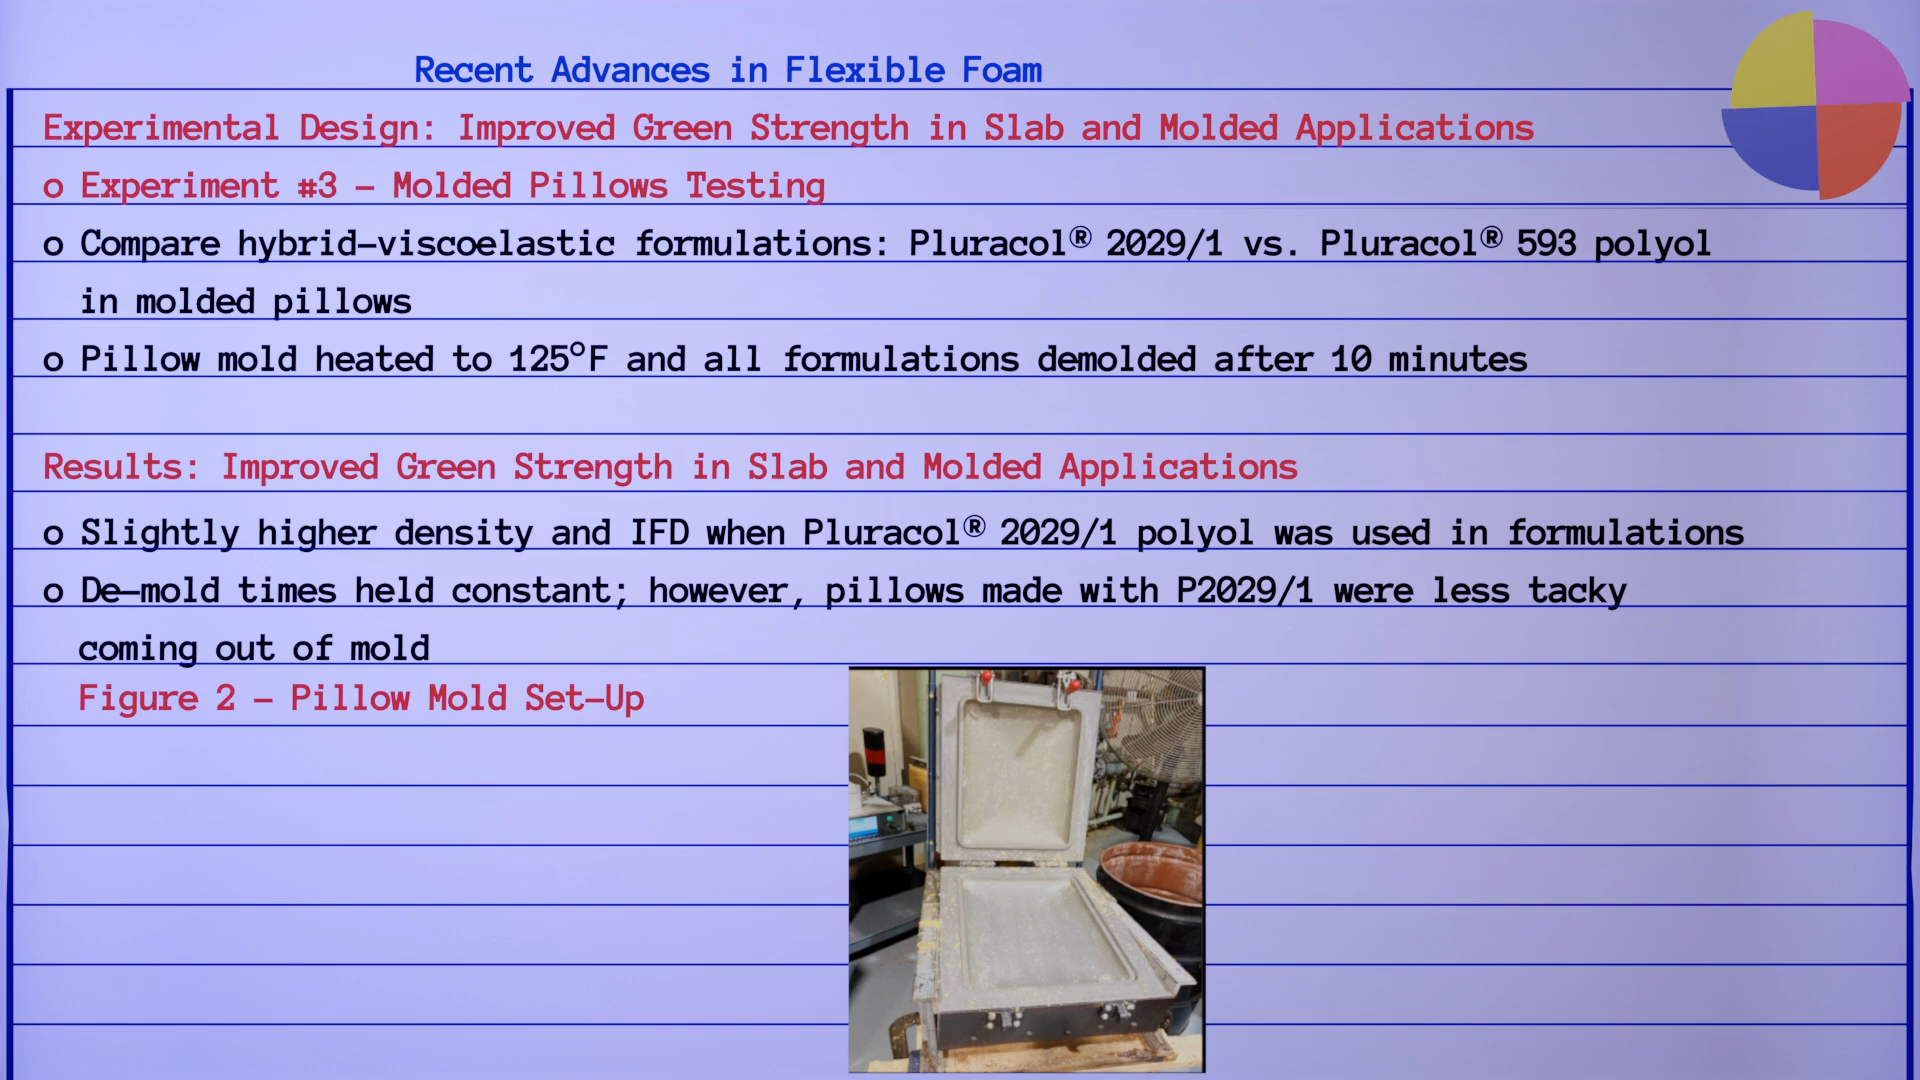 Recent Advances in Flexible Foam
Experimental Design: Improved Green Strength in Slab and Molded Applications
o Experiment #3 – Molded Pillows Testing
o Compare hybrid–viscoelastic formulations: Pluracol® 2029/1 vs. Pluracol® 593 polyol
in molded pillows
o Pillow mold heated to 125°F and all formulations demolded after 10 minutes
Results: Improved Green Strength in Slab and Molded Applications
o Slightly higher density and IFD when Pluracol® 2029/1 polyol was used in formulations
o De–mold times held constant; however, pillows made with P2029/1 were less tacky
coming out of mold
Figure 2 – Pillow Mold Set–Up